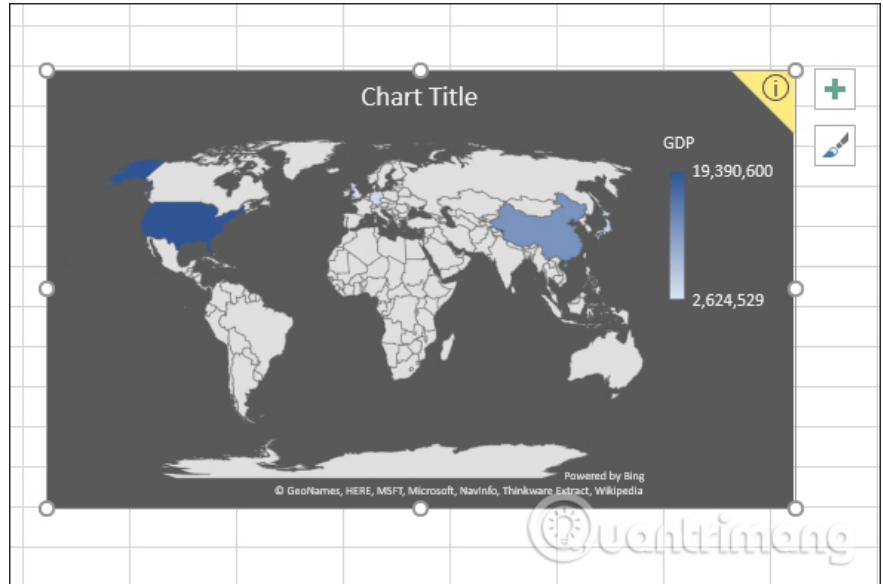 Chart Title
GDP
19,390,600
2,624,529
Powered by Bing
© GeoNames, HERE, MSFT, Microsoft, NavInfo, Thinkware Extract, Wikipedia
Quantrimang